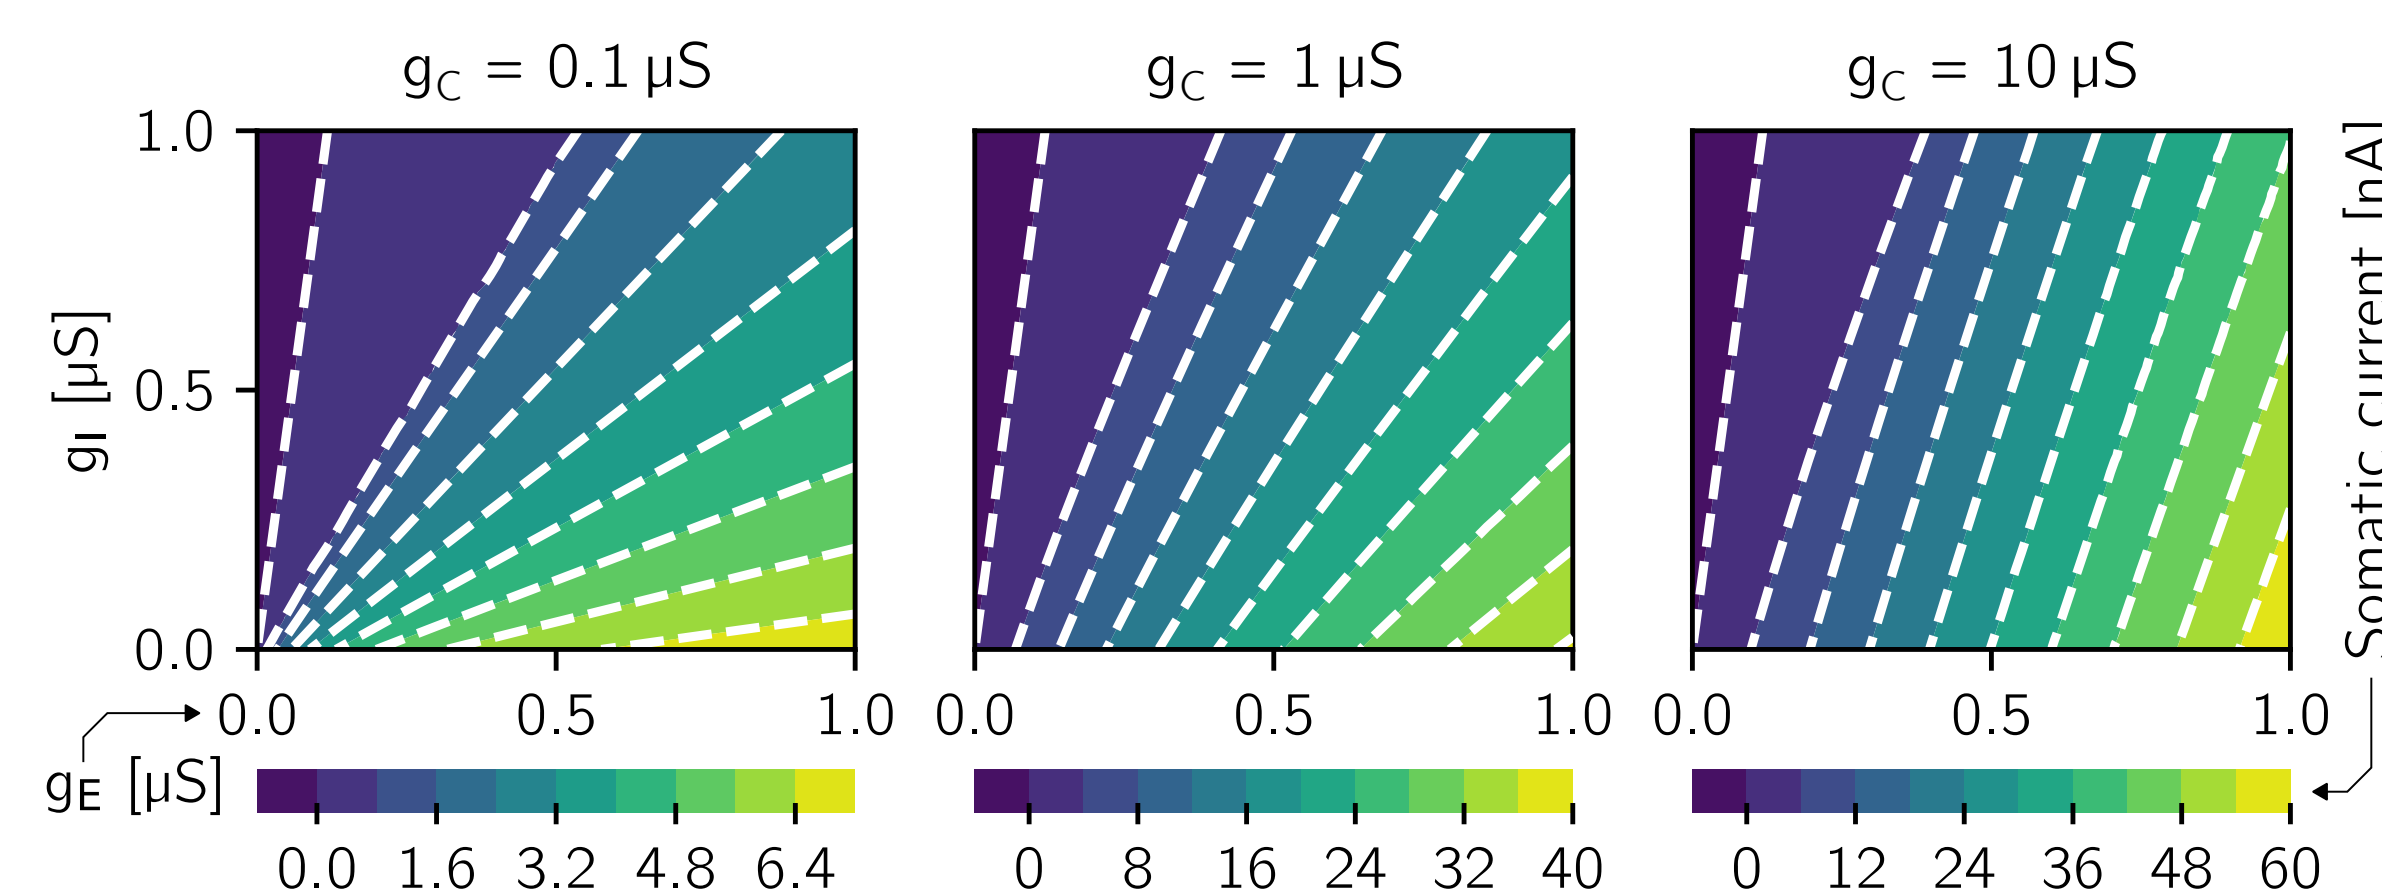 g_C = 0.1 µS
g_C = 1 µS
g_C = 10 µS
g_I [µS]
1.0
0.5
0.0
0.0 0.5 1.0
0.0 0.5 1.0
0.0 0.5 1.0
g_E [µS]
0.0 1.6 3.2 4.8 6.4
0 8 16 24 32 40
0 12 24 36 48 60
Somatic current [nA]